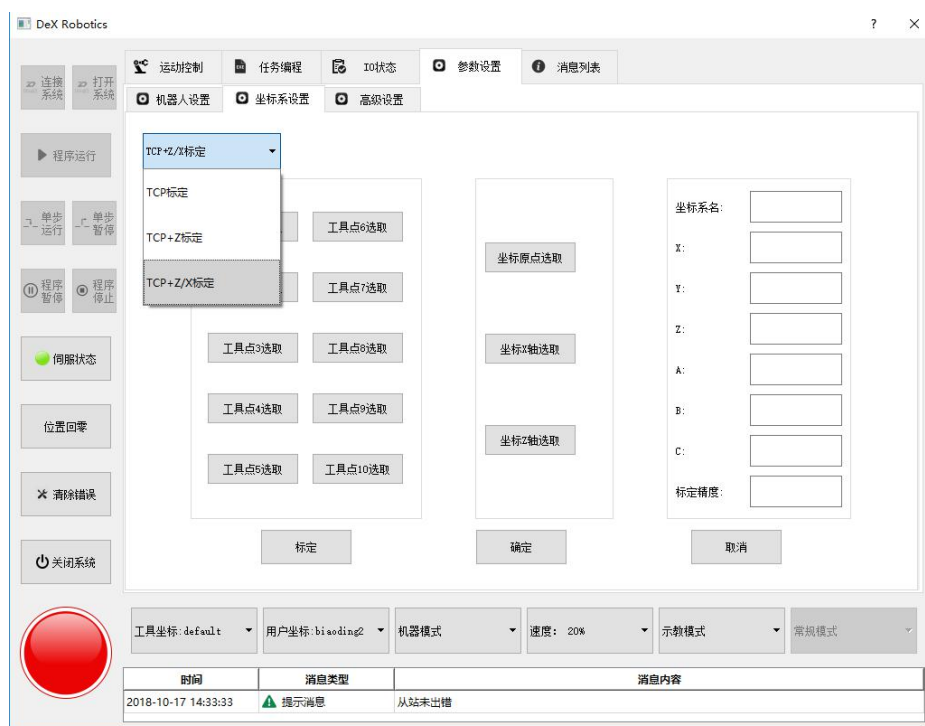 DeX Robotics
运动控制
任务编程
IO状态
参数设置
消息列表
机器人设置
坐标系设置
高级设置
连接系统
打开系统
程序运行
单步运行
单步暂停
程序暂停
程序停止
伺服状态
位置回零
清除错误
关闭系统
TCP+Z/X标定
TCP标定
TCP+Z标定
TCP+Z/X标定
工具点6选取
工具点7选取
工具点3选取
工具点8选取
工具点4选取
工具点9选取
工具点5选取
工具点10选取
坐标原点选取
坐标X轴选取
坐标Z轴选取
坐标系名:
X:
Y:
Z:
A:
B:
C:
标定精度:
标定
确定
取消
工具坐标:default
用户坐标:biaoding2
机器模式
速度: 20%
示教模式
常规模式
时间
消息类型
消息内容
2018-10-17 14:33:33
提示消息
从站未出错